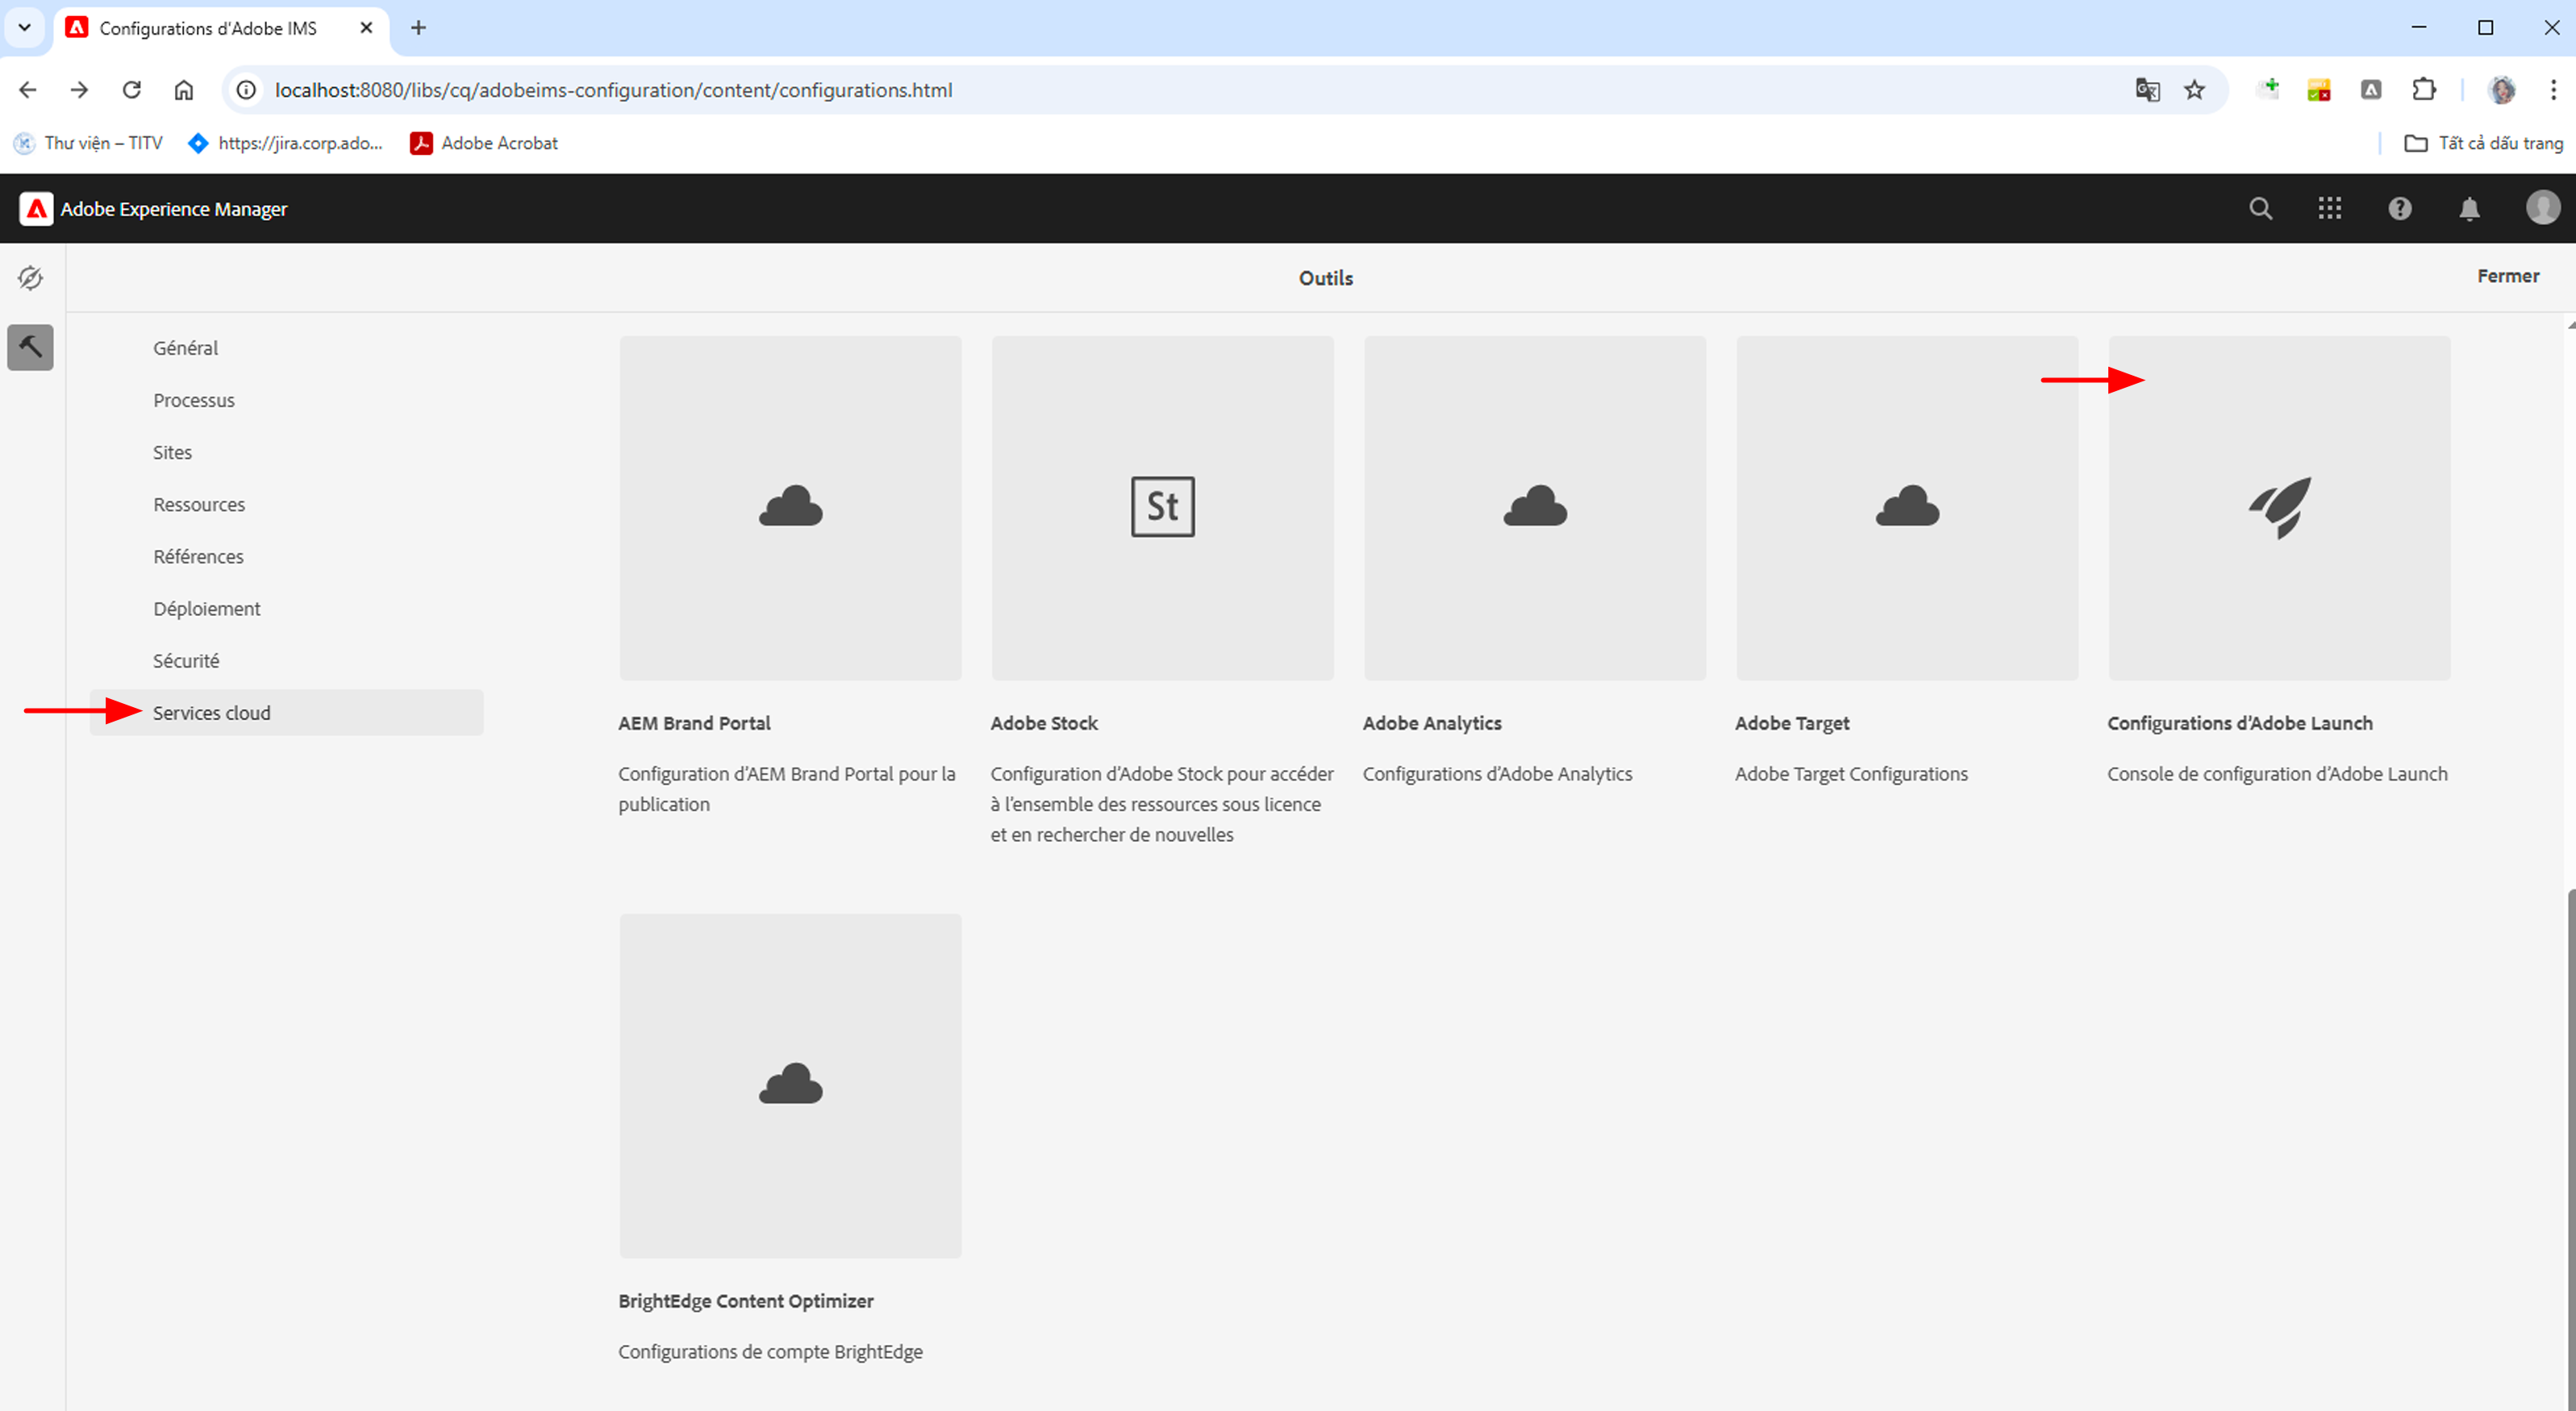 Configurations d'Adobe IMS
localhost:8080/libs/cq/adobeims-configuration/content/configurations.html
Thư viện – TITV
https://jira.corp.ado...
Adobe Acrobat
Tất cả dấu trang
Adobe Experience Manager
Outils
Fermer
Général
Processus
Sites
Ressources
Références
Déploiement
Sécurité
Services cloud
St
AEM Brand Portal
Configuration d'AEM Brand Portal pour la
publication
Adobe Stock
Configuration d'Adobe Stock pour accéder
à l'ensemble des ressources sous licence
et en rechercher de nouvelles
Adobe Analytics
Configurations d'Adobe Analytics
Adobe Target
Adobe Target Configurations
Configurations d'Adobe Launch
Console de configuration d'Adobe Launch
BrightEdge Content Optimizer
Configurations de compte BrightEdge